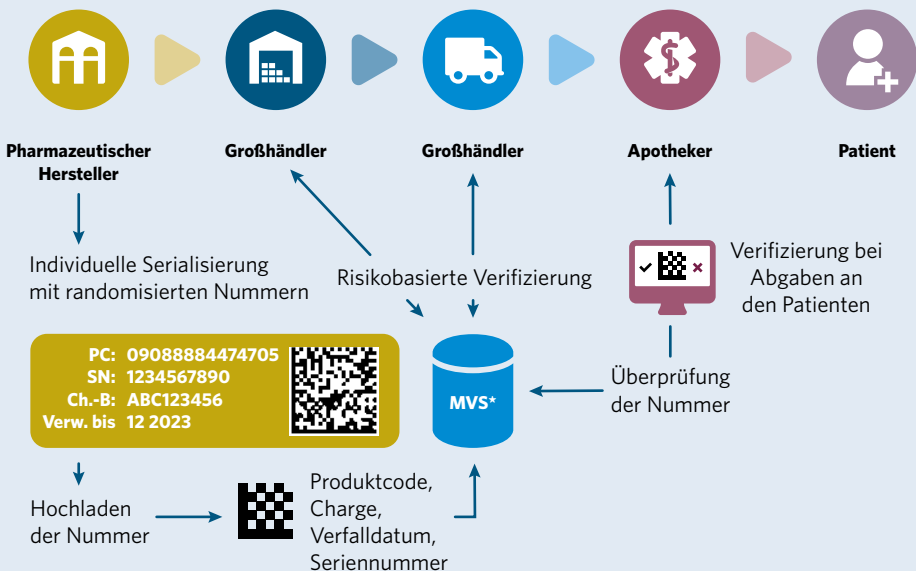 Pharmazeutischer
Hersteller
Großhändler
Großhändler
Apotheker
Patient
Individuelle Serialisierung
mit randomisierten Nummern
Risikobasierte Verifizierung
Verifizierung bei
Abgaben an
den Patienten
PC: 09088884474705
SN: 1234567890
Ch.-B: ABC123456
Verw. bis 12 2023
MVS*
Überprüfung
der Nummer
Hochladen
der Nummer
Produktcode,
Charge,
Verfalldatum,
Seriennummer